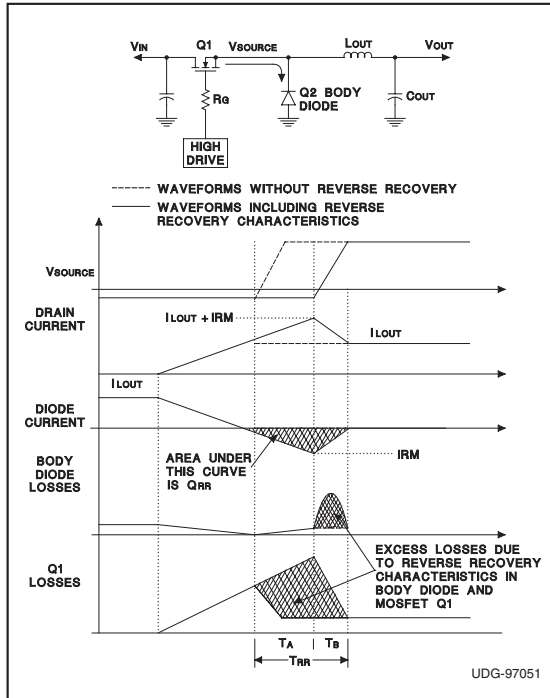 VIN Q1 VSOURCE LOUT VOUT
RG
Q2 BODY
DIODE
COUT
HIGH
DRIVE
WAVEFORMS WITHOUT REVERSE RECOVERY
WAVEFORMS INCLUDING REVERSE
RECOVERY CHARACTERISTICS
VSOURCE
DRAIN
CURRENT
ILOUT + IRM
ILOUT
ILOUT
DIODE
CURRENT
AREA UNDER
THIS CURVE
IS QRR
IRM
BODY
DIODE
LOSSES
EXCESS LOSSES DUE
TO REVERSE RECOVERY
CHARACTERISTICS IN
BODY DIODE AND
MOSFET Q1
Q1
LOSSES
TA TB
TRR
UDG-97051